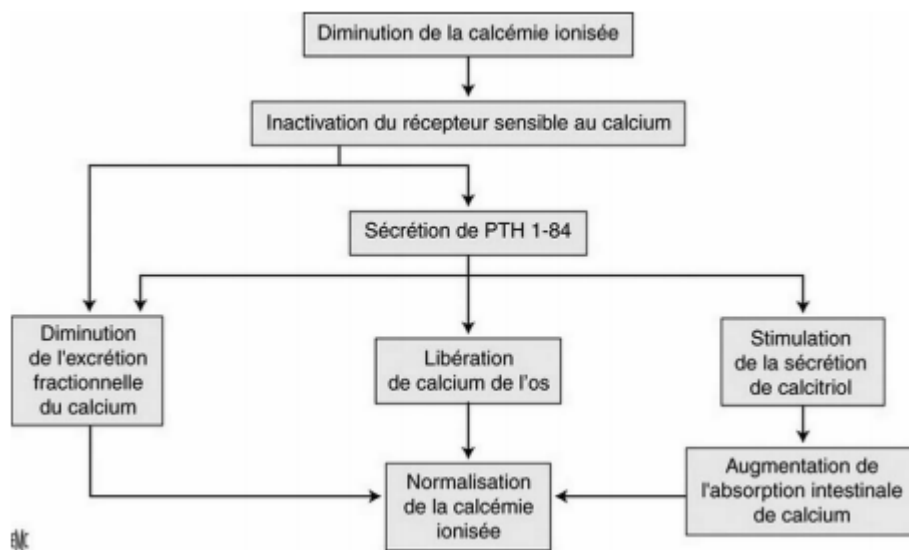 Diminution de la calcémie ionisée
Inactivation du récepteur sensible au calcium
Sécrétion de PTH 1-84
Diminution
de l'excrétion
fractionnelle
du calcium
Libération
de calcium de l'os
Stimulation
de la sécrétion
de calcitriol
Normalisation
de la calcémie
ionisée
Augmentation de
l'absorption intestinale
de calcium